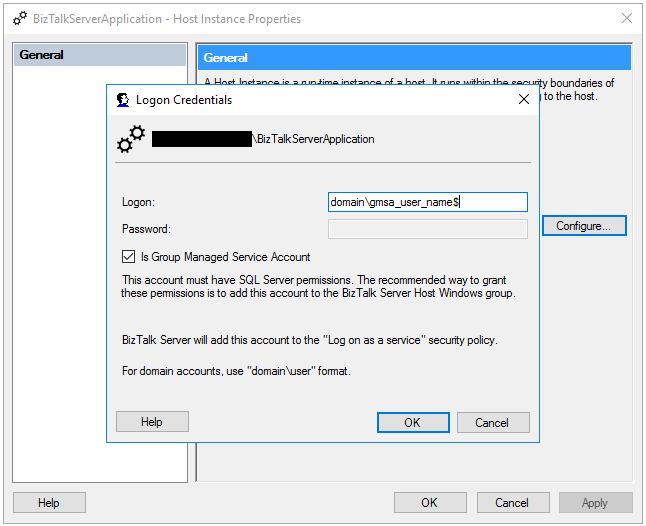 BizTalkServerApplication - Host Instance Properties
General
General
A Host Instance is a run-time instance of a host. It runs within the security boundaries of
g to the host.
Logon Credentials
\BizTalkServerApplication
Logon:
domain\gmsa_user_name$
Password:
Configure...
Is Group Managed Service Account
This account must have SQL Server permissions. The recommended way to grant
these permissions is to add this account to the BizTalk Server Host Windows group.
BizTalk Server will add this account to the "Log on as a service" security policy.
For domain accounts, use "domain\user" format.
Help
OK
Cancel
Help
OK
Cancel
Apply